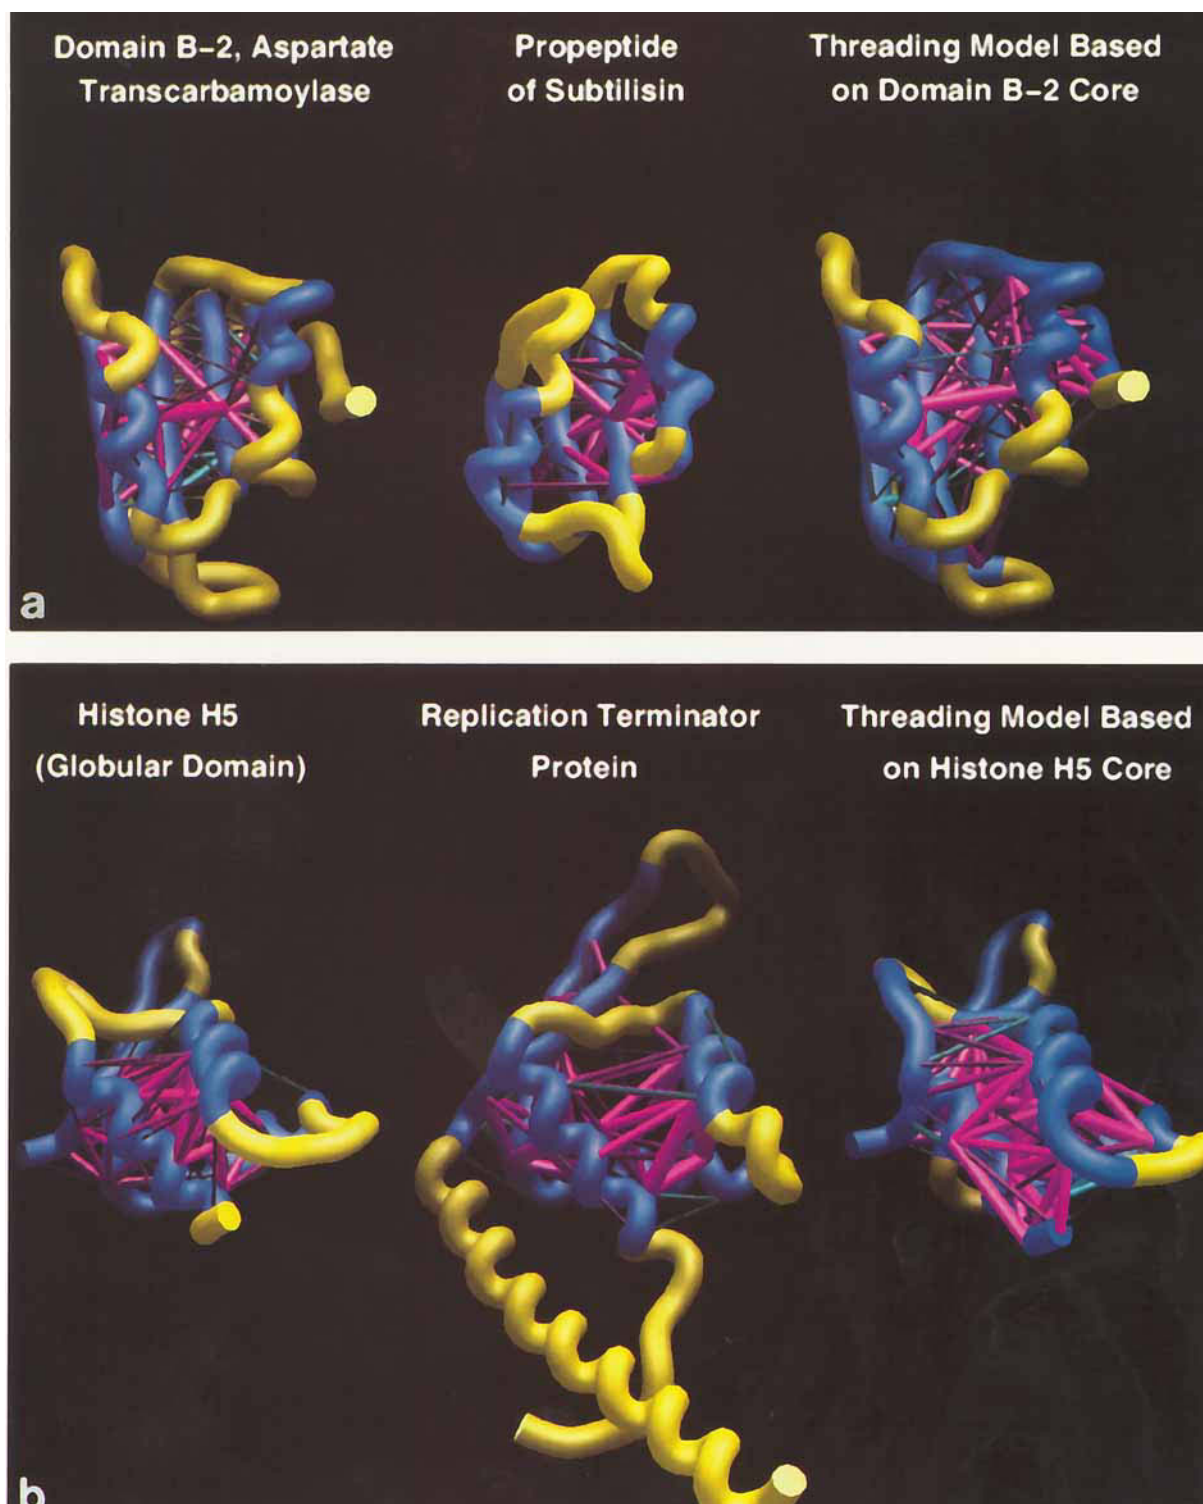 Domain B-2, Aspartate
Transcarbamoylase
Propeptide
of Subtilisin
Threading Model Based
on Domain B-2 Core
a
Histone H5
(Globular Domain)
Replication Terminator
Protein
Threading Model Based
on Histone H5 Core
b